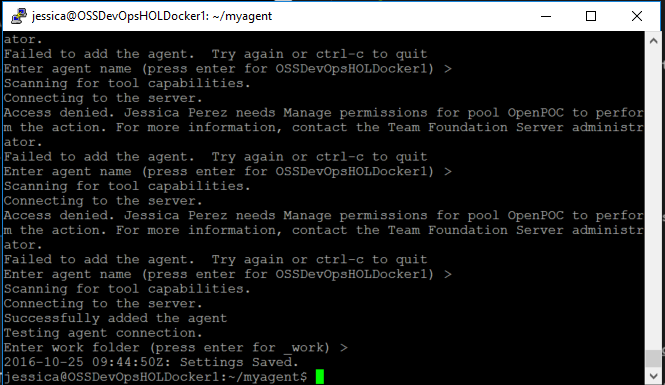 jessica@OSSDevOpsHOLDocker1: ~/myagent
ator.
Failed to add the agent.  Try again or ctrl-c to quit
Enter agent name (press enter for OSSDevOpsHOLDocker1) >
Scanning for tool capabilities.
Connecting to the server.
Access denied. Jessica Perez needs Manage permissions for pool OpenPOC to perfor
m the action. For more information, contact the Team Foundation Server administr
ator.
Failed to add the agent.  Try again or ctrl-c to quit
Enter agent name (press enter for OSSDevOpsHOLDocker1) >
Scanning for tool capabilities.
Connecting to the server.
Access denied. Jessica Perez needs Manage permissions for pool OpenPOC to perfor
m the action. For more information, contact the Team Foundation Server administr
ator.
Failed to add the agent.  Try again or ctrl-c to quit
Enter agent name (press enter for OSSDevOpsHOLDocker1) >
Scanning for tool capabilities.
Connecting to the server.
Successfully added the agent
Testing agent connection.
Enter work folder (press enter for _work) >
2016-10-25 09:44:50Z: Settings Saved.
jessica@OSSDevOpsHOLDocker1:~/myagent$